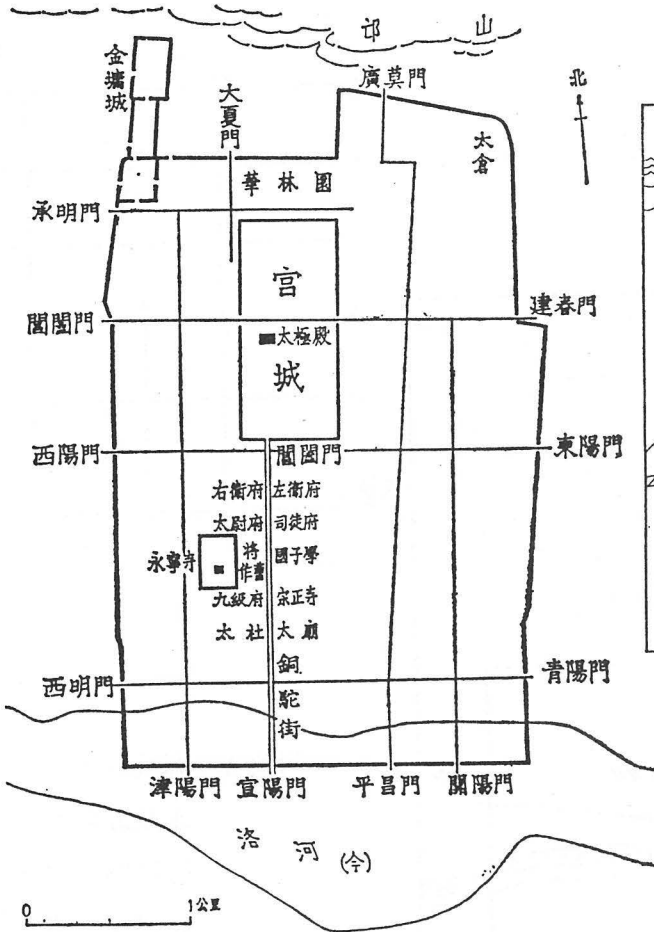 邙山
金墉城
大夏門
廣莫門
北
太倉
華林園
承明門
宮城
閶闔門
建春門
太極殿
西陽門
閶闔門
東陽門
右衛府 左衛府
太尉府 司徒府
永寧寺
將作曹
國子學
九級府 宗正寺
太社 太廟
西明門
銅駝街
青陽門
津陽門 宣陽門 平昌門 開陽門
洛河(今)
0 1公里